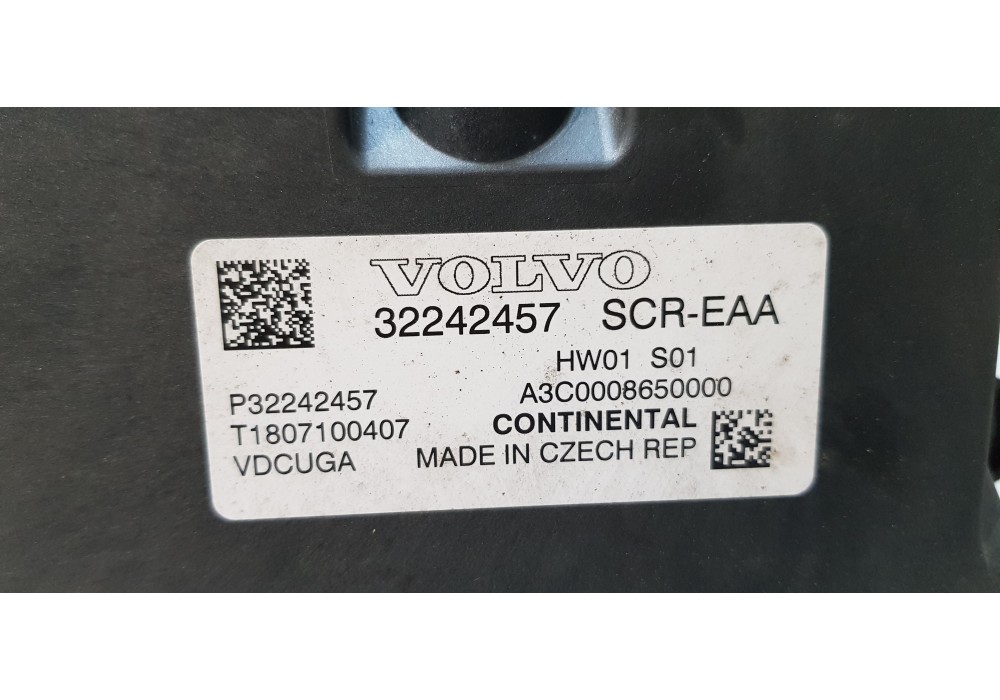 VOLVO
32242457 SCR-EAA
HW01 S01
P32242457 A3C0008650000
T1807100407 CONTINENTAL
VDCUGA MADE IN CZECH REP